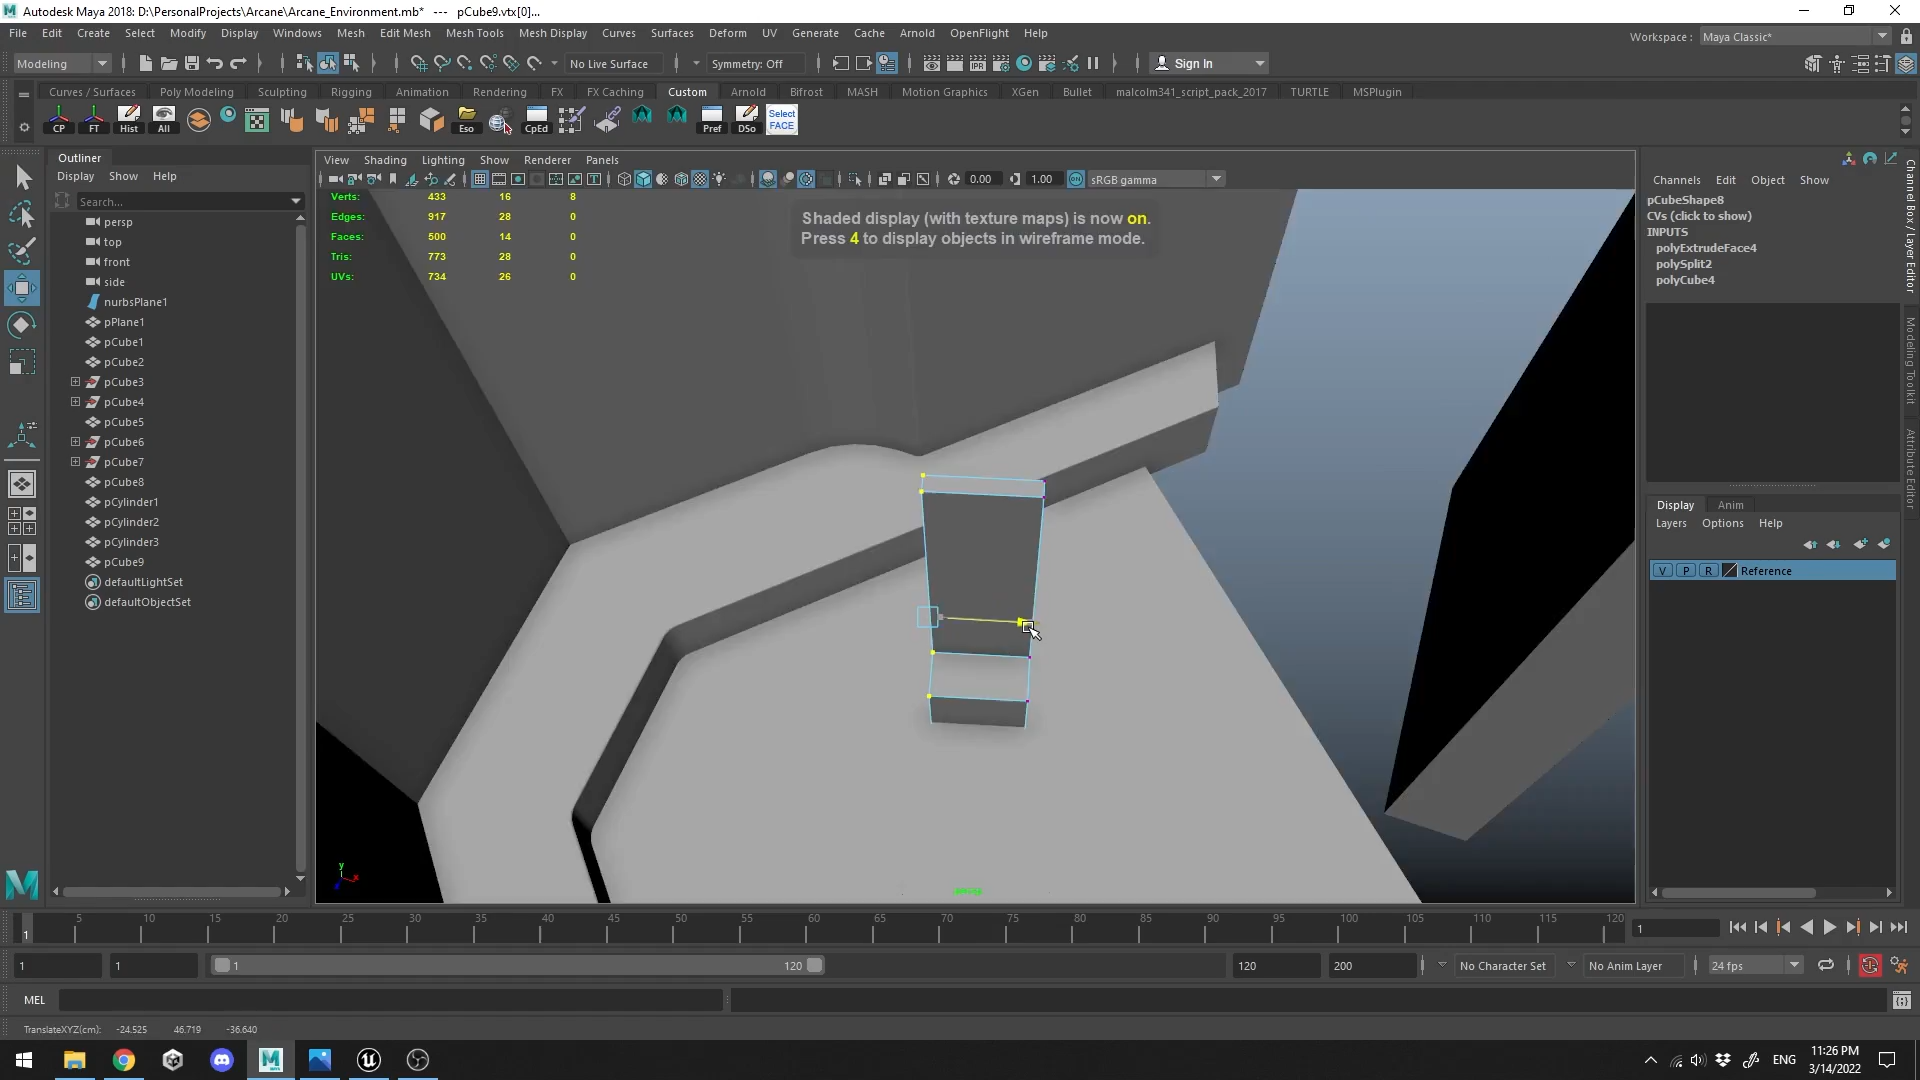 Autodesk Maya 2018: D:\PersonalProjects\Arcane\Arcane_Environment.mb*   ---   pCube9.vtx[0]...
File Edit Create Select Modify Display Windows Mesh Edit Mesh Mesh Tools Mesh Display Curves Surfaces Deform UV Generate Cache Arnold OpenFlight Help
Workspace : Maya Classic*
Modeling No Live Surface Symmetry: Off Sign In
Curves / Surfaces Poly Modeling Sculpting Rigging Animation Rendering FX FX Caching Custom Arnold Bifrost MASH Motion Graphics XGen Bullet malcolm341_script_pack_2017 TURTLE MSPlugin
CP FT Hist All Eso CpEd Pref DSo Select FACE
Outliner
Display Show Help
Search...
persp
top
front
side
nurbsPlane1
pPlane1
pCube1
pCube2
pCube3
pCube4
pCube5
pCube6
pCube7
pCube8
pCylinder1
pCylinder2
pCylinder3
pCube9
defaultLightSet
defaultObjectSet
View Shading Lighting Show Renderer Panels
0.00 1.00 ON sRGB gamma
Verts: 433 16 8
Edges: 917 28 0
Faces: 500 14 0
Tris: 773 28 0
UVs: 734 26 0
Shaded display (with texture maps) is now on.
Press 4 to display objects in wireframe mode.
y
x
z
persp
Channels Edit Object Show
pCubeShape8
CVs (click to show)
INPUTS
polyExtrudeFace4
polySplit2
polyCube4
Display Anim
Layers Options Help
V P R Reference
Channel Box / Layer Editor
Modeling Toolkit
Attribute Editor
5 10 15 20 25 30 35 40 45 50 55 60 65 70 75 80 85 90 95 100 105 110 115 120
1
1
1 1 1 120 120 200 No Character Set No Anim Layer 24 fps
MEL
TranslateXYZ(cm): -24.525 46.719 -36.640
ENG
11:26 PM
3/14/2022